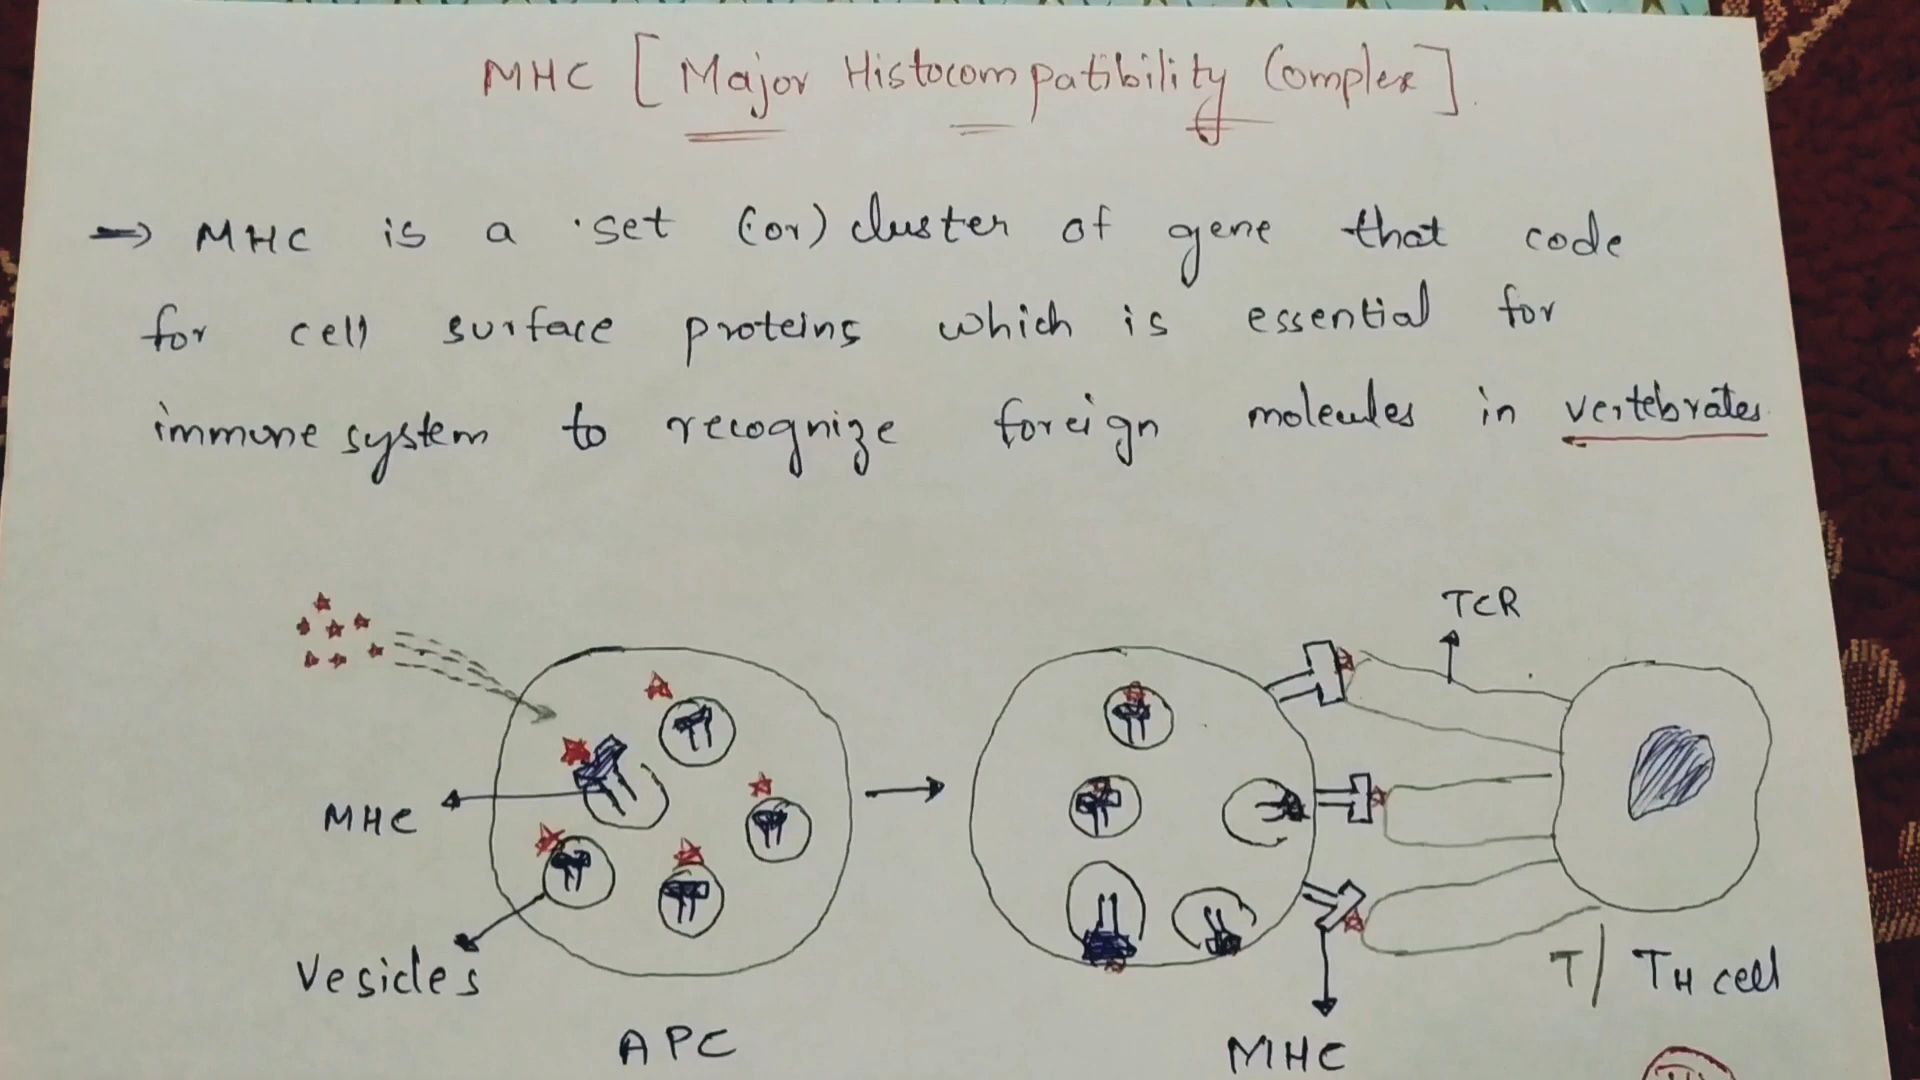 MHC [Major Histocompatibility Complex]
→ MHC is a set (or) cluster of gene that code
for cell surface proteins which is essential for
immune system to recognize foreign molecules in vertebrates
TCR
MHC
Vesicles
T/ TH cell
APC
MHC